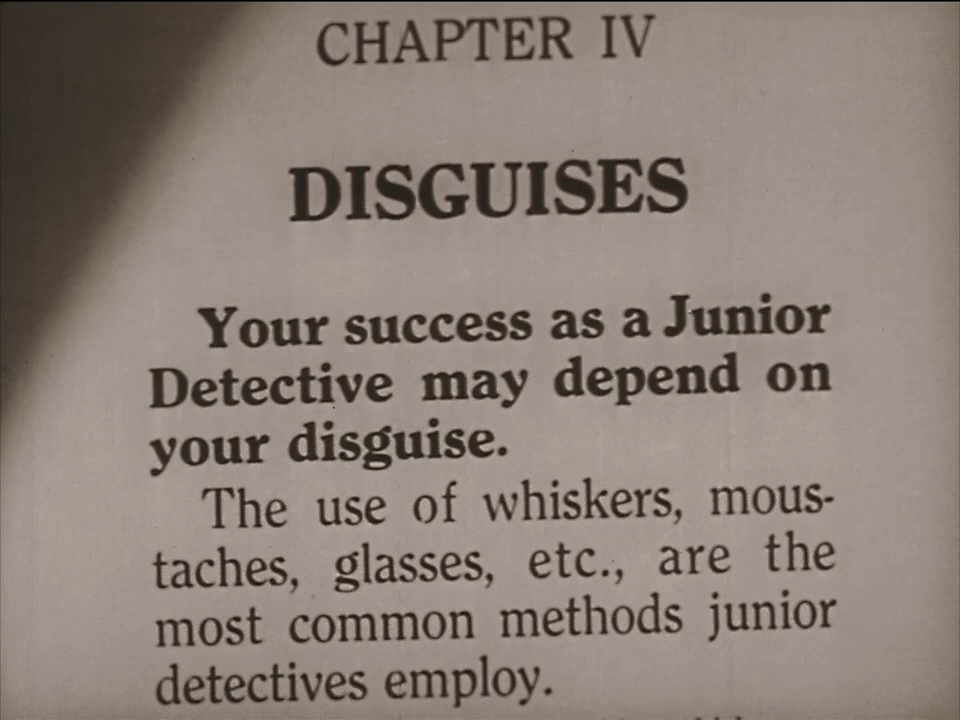 CHAPTER IV
DISGUISES
Your success as a Junior
Detective may depend on
your disguise.
The use of whiskers, mous-
taches, glasses, etc., are the
most common methods junior
detectives employ.